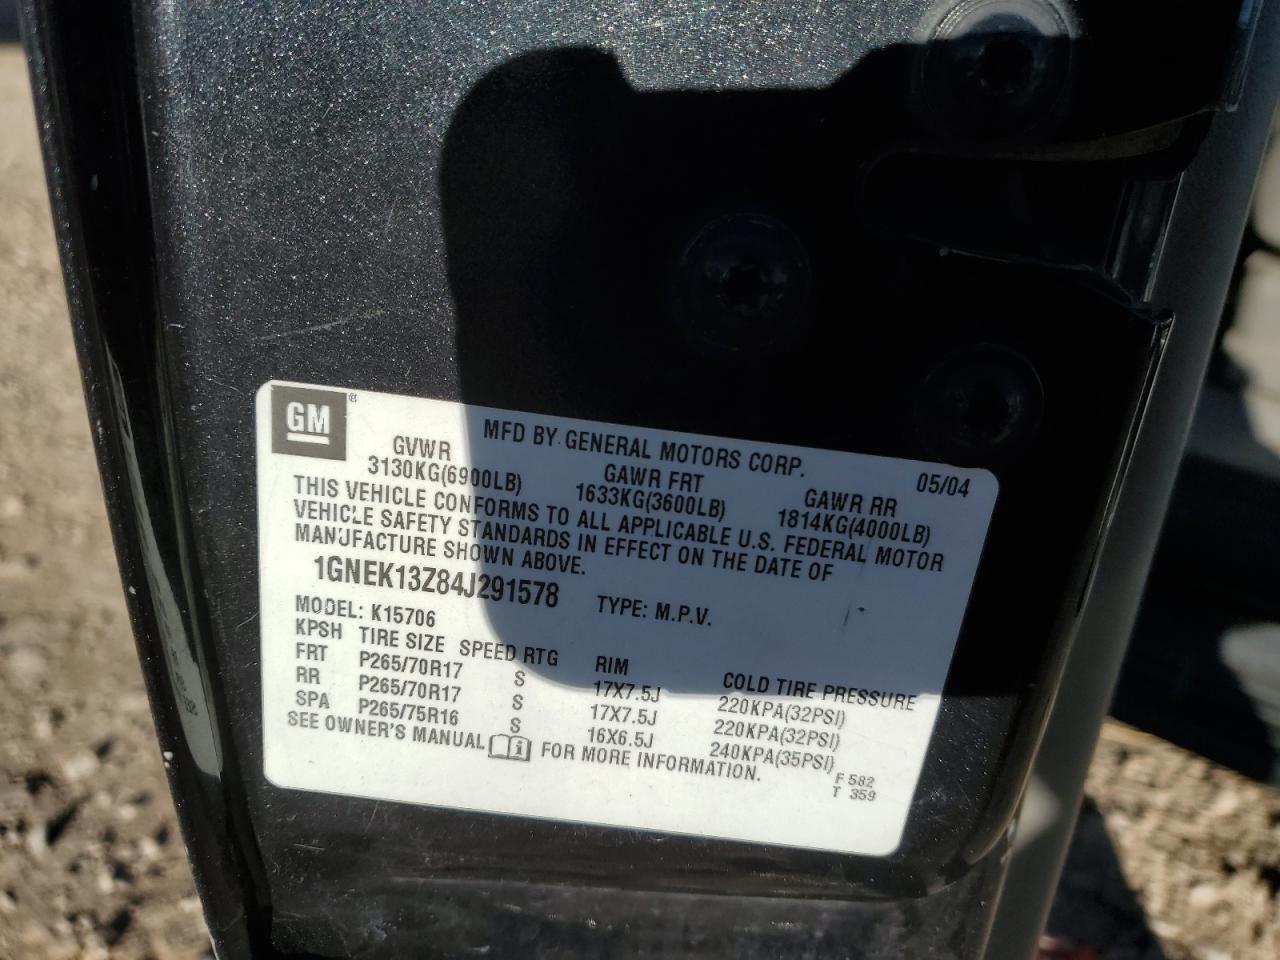 GM®
MFD BY GENERAL MOTORS CORP. 05/04
GVWR GAWR FRT GAWR RR
3130KG(6900LB) 1633KG(3600LB) 1814KG(4000LB)
THIS VEHICLE CONFORMS TO ALL APPLICABLE U.S. FEDERAL MOTOR
VEHICLE SAFETY STANDARDS IN EFFECT ON THE DATE OF
MANUFACTURE SHOWN ABOVE.
1GNEK13Z84J291578 TYPE: M.P.V.
MODEL: K15706
KPSH TIRE SIZE SPEED RTG RIM COLD TIRE PRESSURE
FRT P265/70R17 S 17X7.5J 220KPA(32PSI)
RR P265/70R17 S 17X7.5J 220KPA(32PSI)
SPA P265/75R16 S 16X6.5J 240KPA(35PSI)
SEE OWNER'S MANUAL FOR MORE INFORMATION.
F 582
T 359